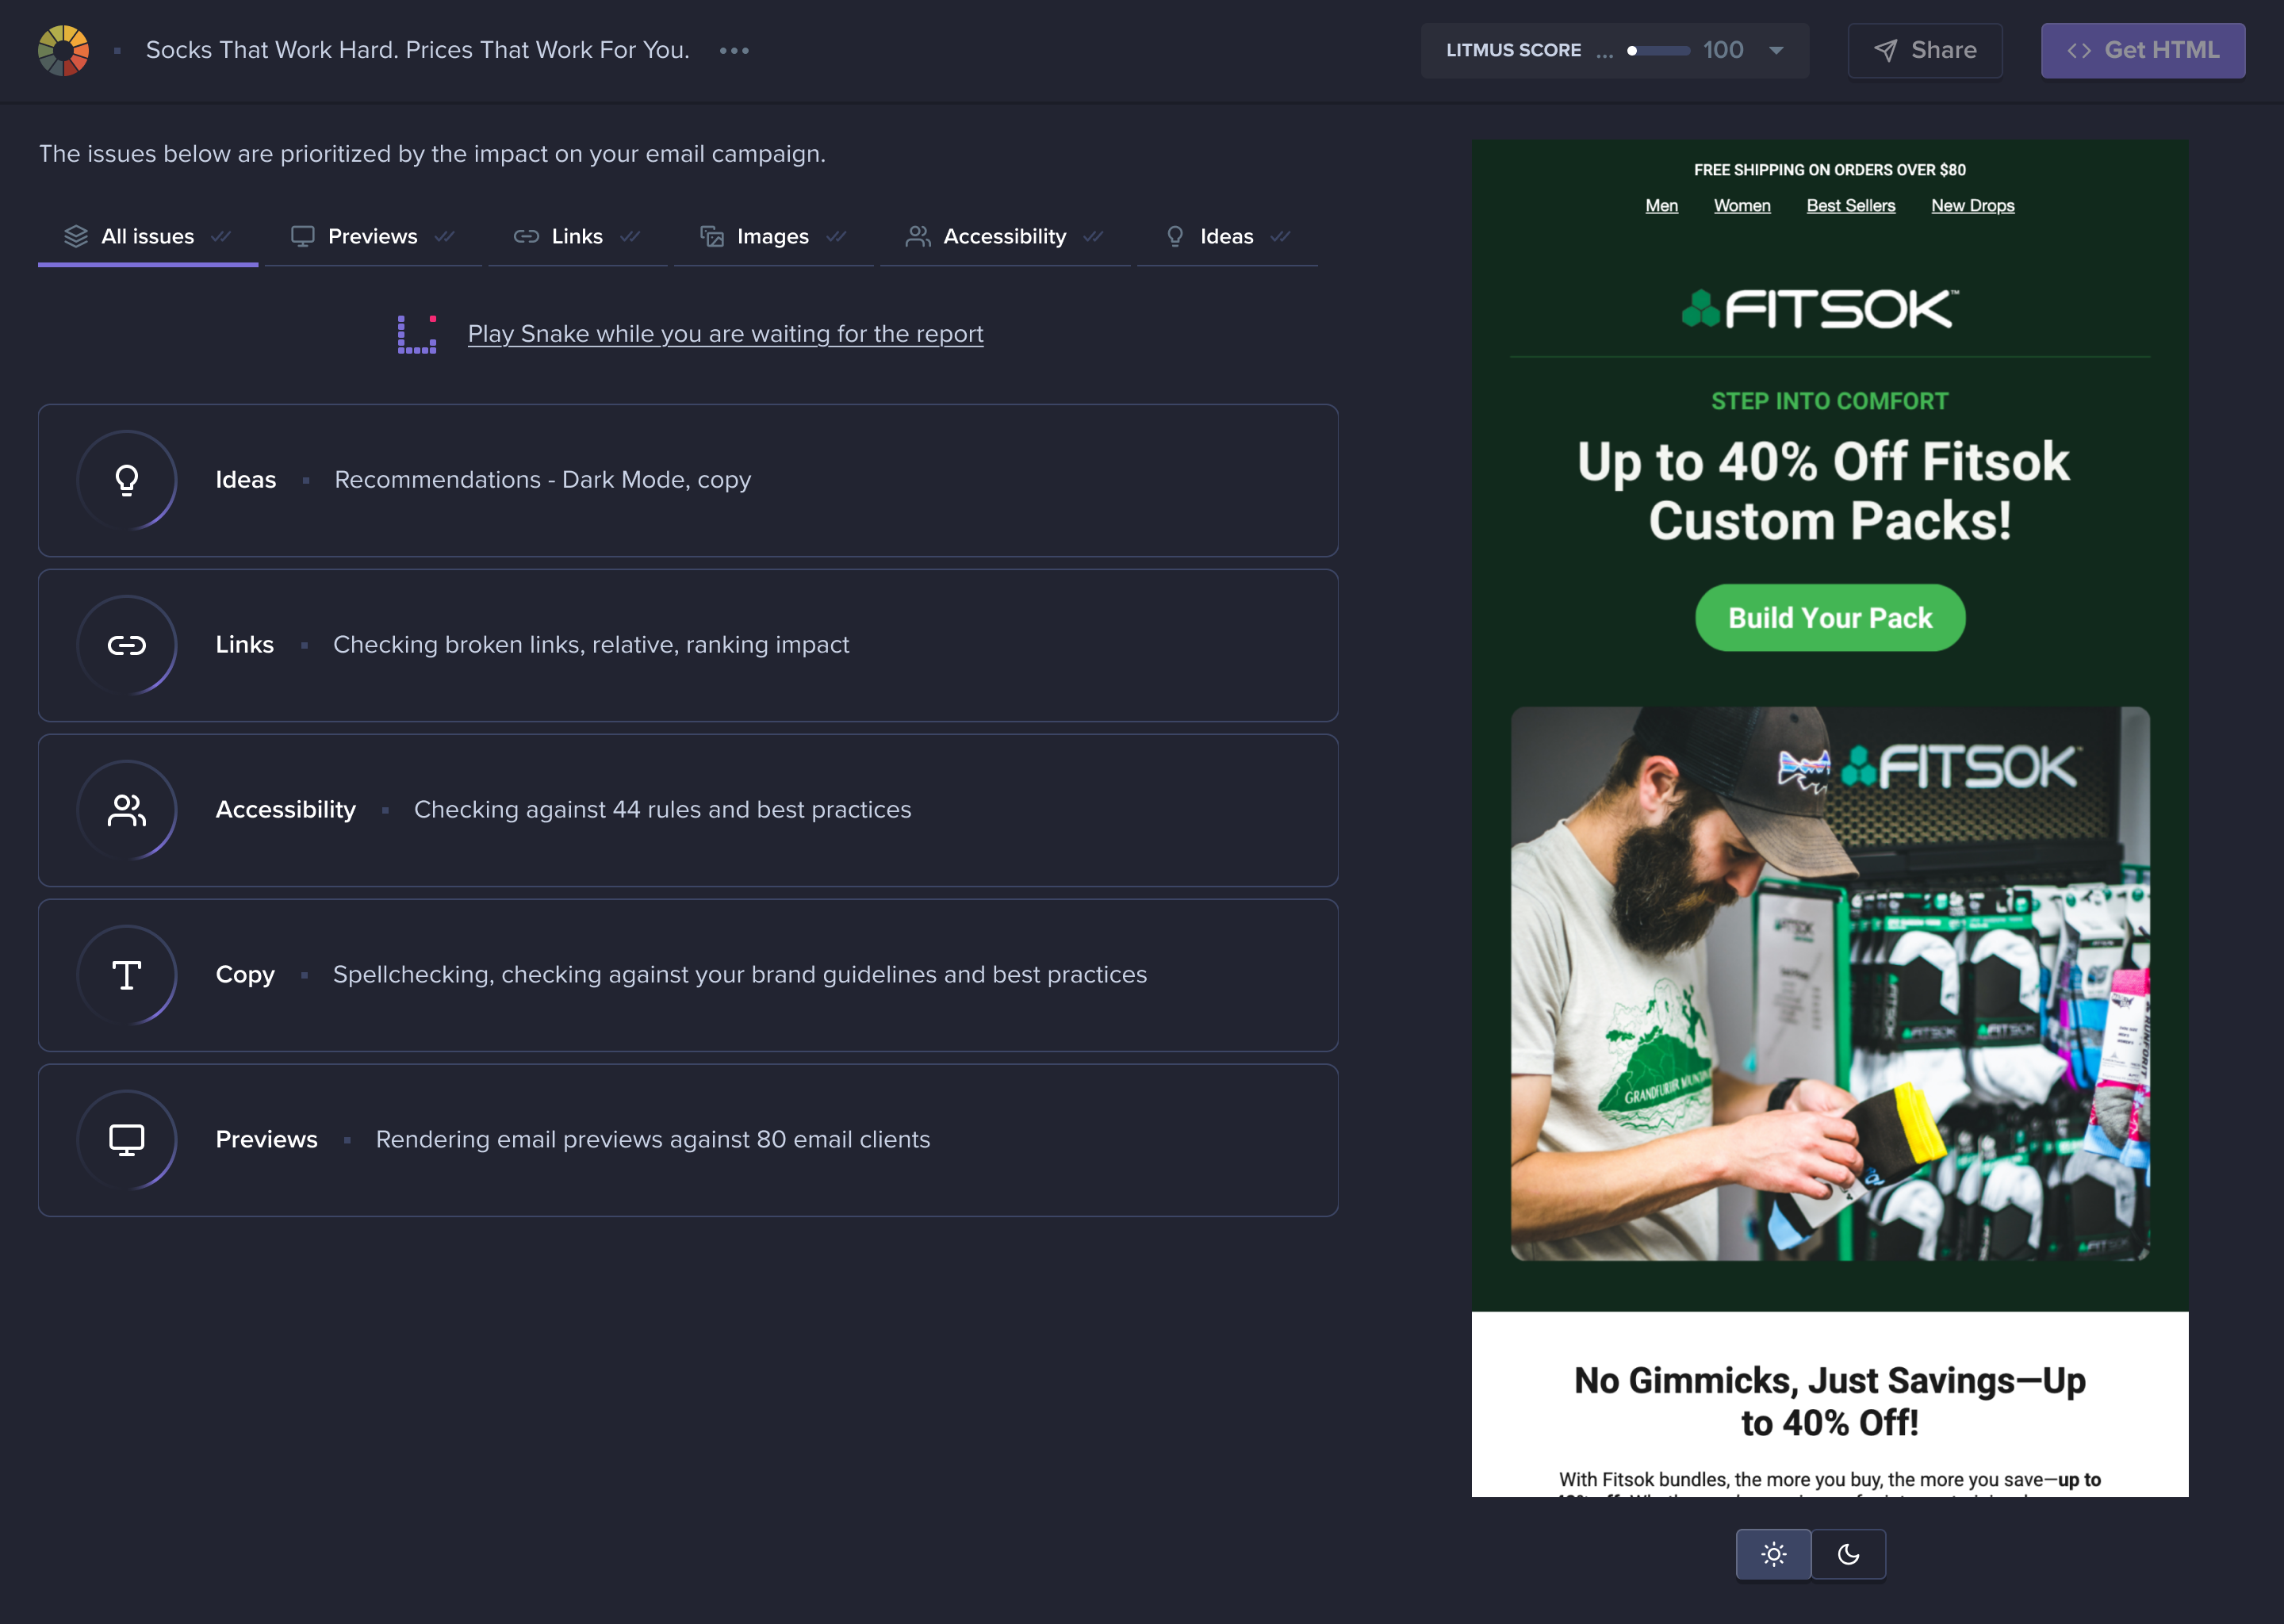 Socks That Work Hard. Prices That Work For You.
LITMUS SCORE ... 100
Share
Get HTML
The issues below are prioritized by the impact on your email campaign.
All issues
Previews
Links
Images
Accessibility
Ideas
Play Snake while you are waiting for the report
Ideas
Recommendations - Dark Mode, copy
Links
Checking broken links, relative, ranking impact
Accessibility
Checking against 44 rules and best practices
Copy
Spellchecking, checking against your brand guidelines and best practices
Previews
Rendering email previews against 80 email clients
FREE SHIPPING ON ORDERS OVER $80
Men Women Best Sellers New Drops
FITSOK™
STEP INTO COMFORT
Up to 40% Off Fitsok
Custom Packs!
Build Your Pack
FITSOK
FITSOK
GRANDFURTHER MOUNTAIN
FITSOK FITSOK
No Gimmicks, Just Savings—Up
to 40% Off!
With Fitsok bundles, the more you buy, the more you save—up to